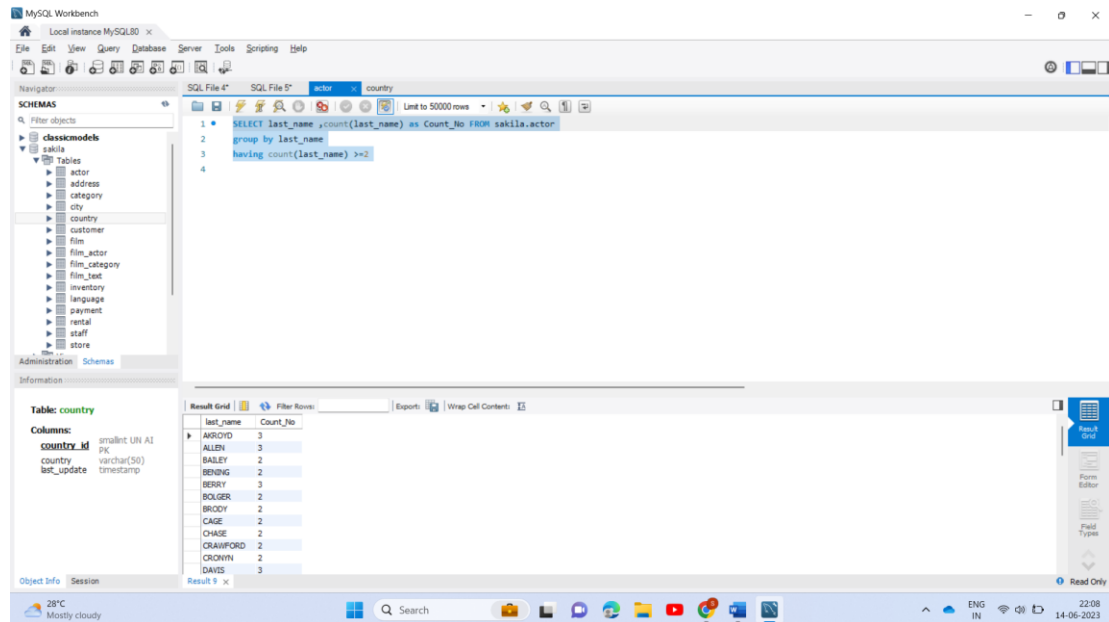 MySQL Workbench
Local instance MySQL80 ×
File Edit View Query Database Server Tools Scripting Help
Navigator
SQL File 4* SQL File 5* actor × country
SCHEMAS
Limit to 50000 rows
Filter objects
1 SELECT last_name ,count(last_name) as Count_No FROM sakila.actor
2 group by last_name
3 having count(last_name) >=2
4
classicmodels
sakila
Tables
actor
address
category
city
country
customer
film
film_actor
film_category
film_text
inventory
language
payment
rental
staff
store
Administration Schemas
Information
Table: country
Columns:
country_id smallint UN AI
PK
country varchar(50)
last_update timestamp
Result Grid Filter Rows: Export: Wrap Cell Content:
last_name Count_No
AKROYD 3
ALLEN 3
BAILEY 2
BENING 2
BERRY 3
BOLGER 2
BRODY 2
CAGE 2
CHASE 2
CRAWFORD 2
CRONYN 2
DAVIS 3
Result
Grid
Form
Editor
Field
Types
Object Info Session
Result 9 ×
Read Only
28°C
Mostly cloudy
Search
ENG
IN
22:08
14-06-2023